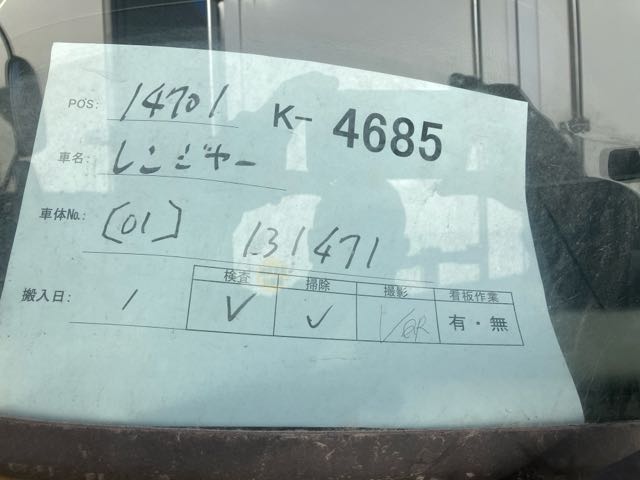 POS: 14701 K-4685
車名: レンジャー
車体No.: [01] 131471
検査 掃除 撮影 看板作業
搬入日: / ✓ ✓ 有・無